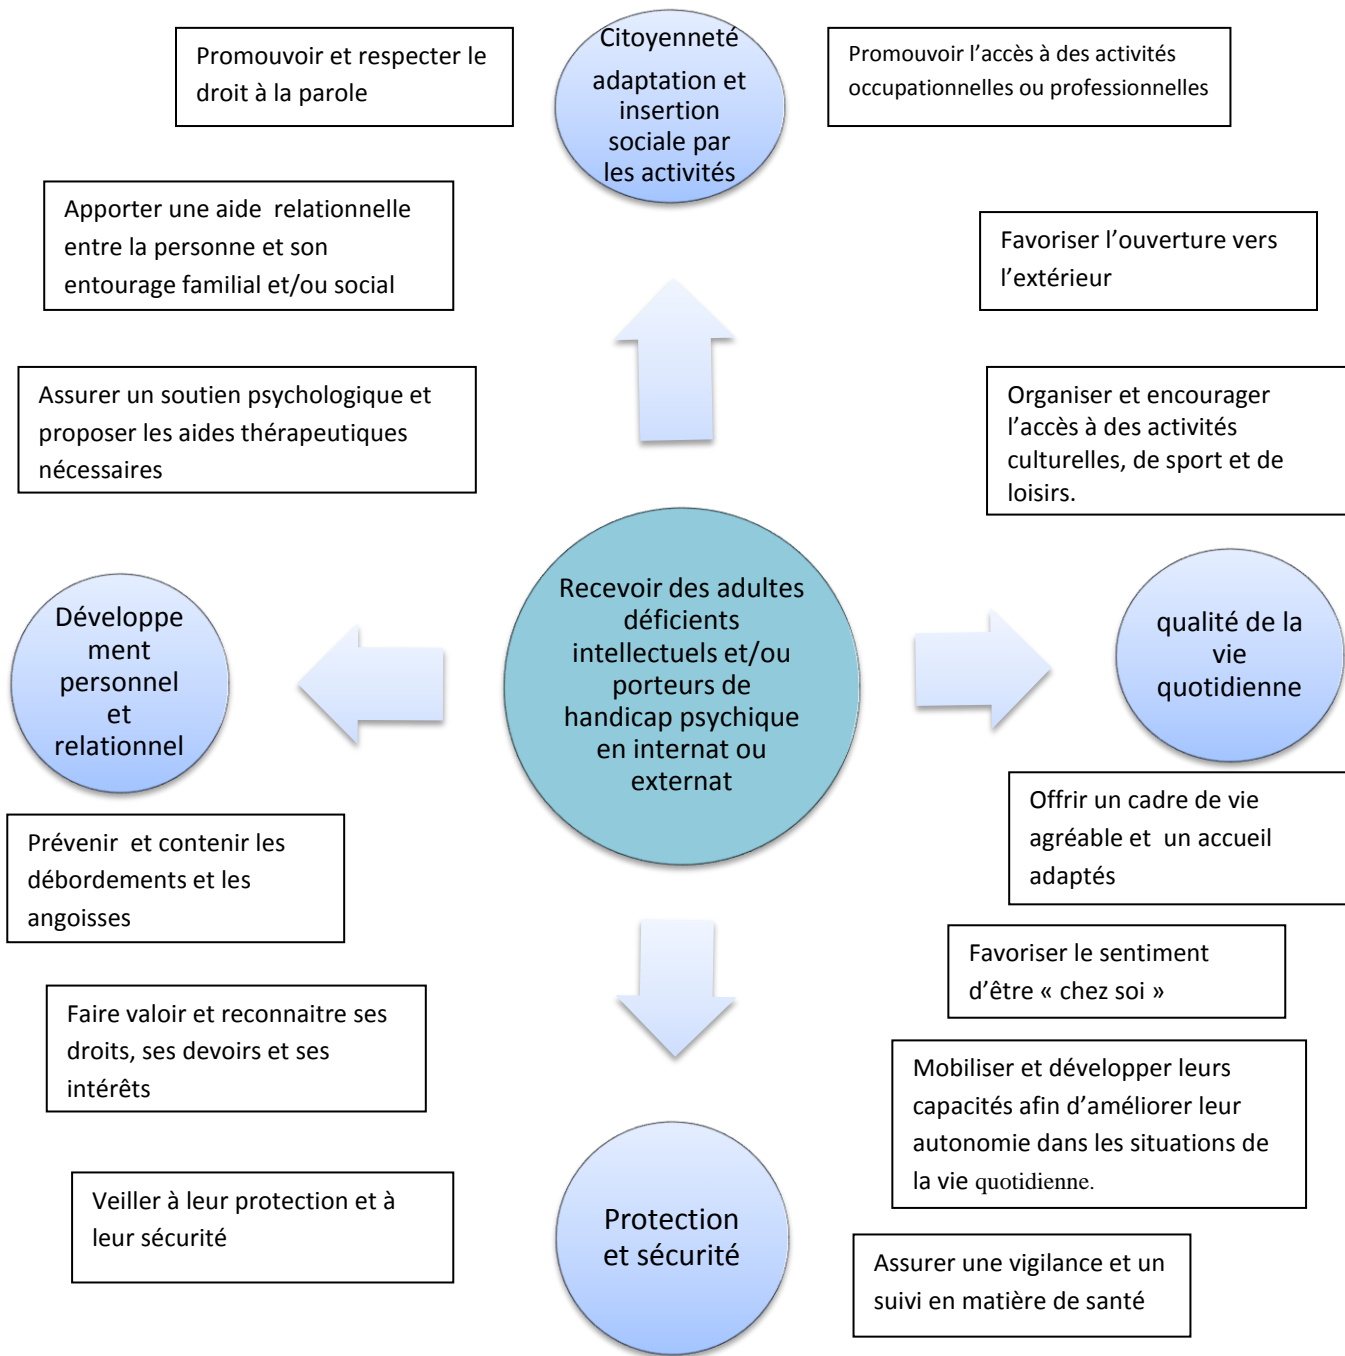 Citoyenneté
adaptation et
insertion
sociale par
les activités
Promouvoir et respecter le
droit à la parole
Promouvoir l’accès à des activités
occupationnelles ou professionnelles
Apporter une aide relationnelle
entre la personne et son
entourage familial et/ou social
Favoriser l’ouverture vers
l’extérieur
Assurer un soutien psychologique et
proposer les aides thérapeutiques
nécessaires
Organiser et encourager
l’accès à des activités
culturelles, de sport et de
loisirs.
Développe
ment
personnel
et
relationnel
Recevoir des adultes
déficients
intellectuels et/ou
porteurs de
handicap psychique
en internat ou
externat
qualité de la
vie
quotidienne
Prévenir et contenir les
débordements et les
angoisses
Offrir un cadre de vie
agréable et un accueil
adaptés
Favoriser le sentiment
d’être « chez soi »
Faire valoir et reconnaitre ses
droits, ses devoirs et ses
intérêts
Mobiliser et développer leurs
capacités afin d’améliorer leur
autonomie dans les situations de
la vie quotidienne.
Veiller à leur protection et à
leur sécurité
Protection
et sécurité
Assurer une vigilance et un
suivi en matière de santé